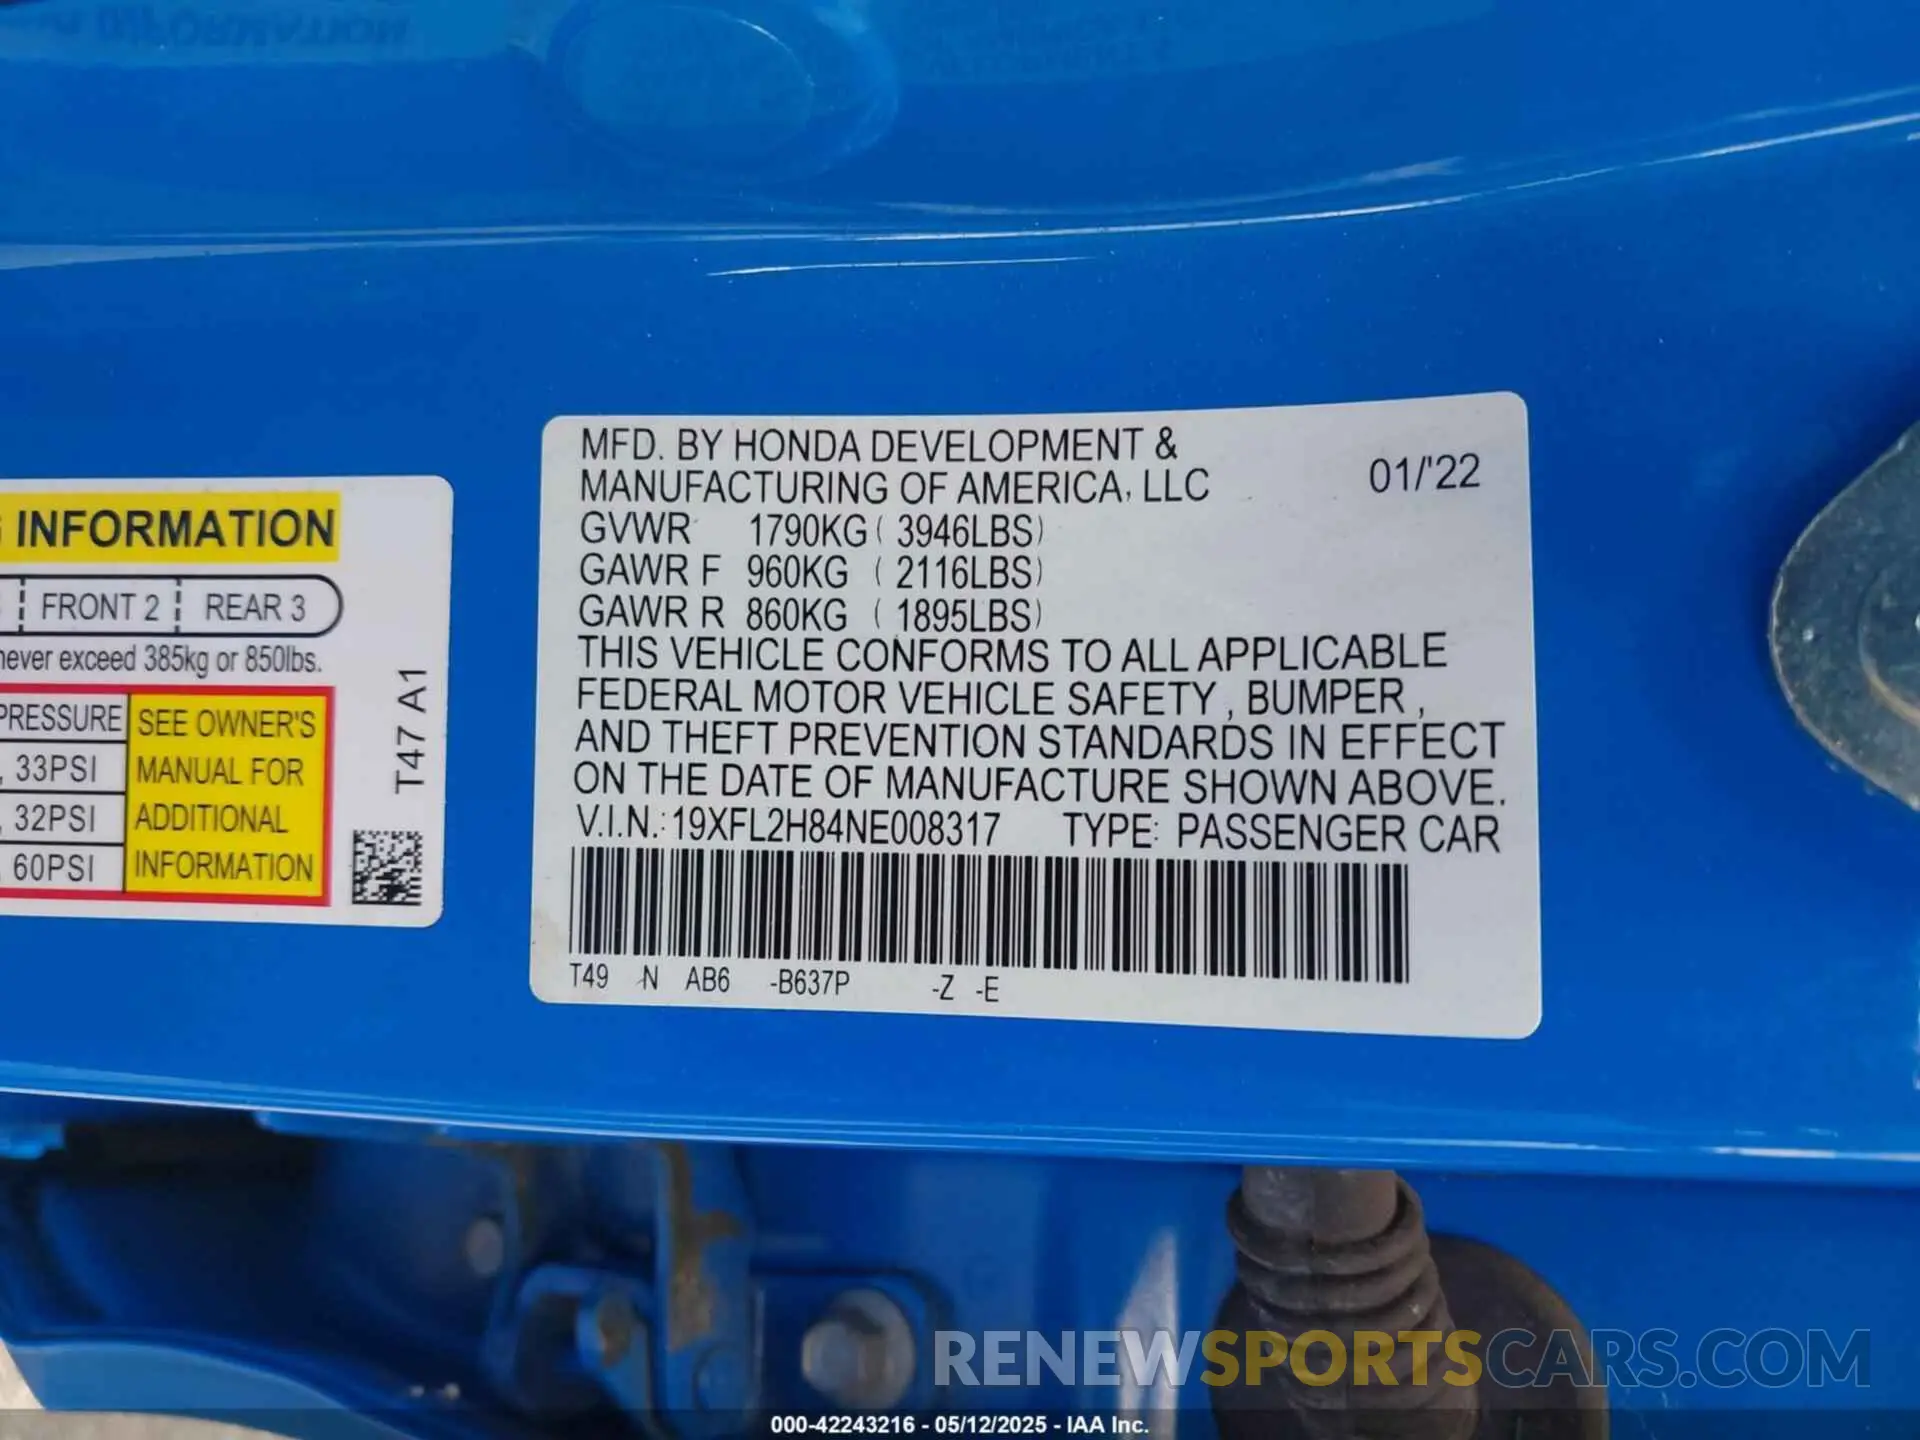 INFORMATION
FRONT 2 REAR 3
never exceed 385kg or 850lbs.
PRESSURE
, 33PSI
, 32PSI
, 60PSI
SEE OWNER'S
MANUAL FOR
ADDITIONAL
INFORMATION
T47 A1
MFD. BY HONDA DEVELOPMENT &
MANUFACTURING OF AMERICA, LLC
01/'22
GVWR 1790KG ( 3946LBS)
GAWR F 960KG ( 2116LBS)
GAWR R 860KG ( 1895LBS)
THIS VEHICLE CONFORMS TO ALL APPLICABLE
FEDERAL MOTOR VEHICLE SAFETY , BUMPER ,
AND THEFT PREVENTION STANDARDS IN EFFECT
ON THE DATE OF MANUFACTURE SHOWN ABOVE.
V.I.N.: 19XFL2H84NE008317 TYPE: PASSENGER CAR
T49 -N AB6 -B637P -Z -E
RENEWSPORTSCARS.COM
000-42243216 - 05/12/2025 - IAA Inc.